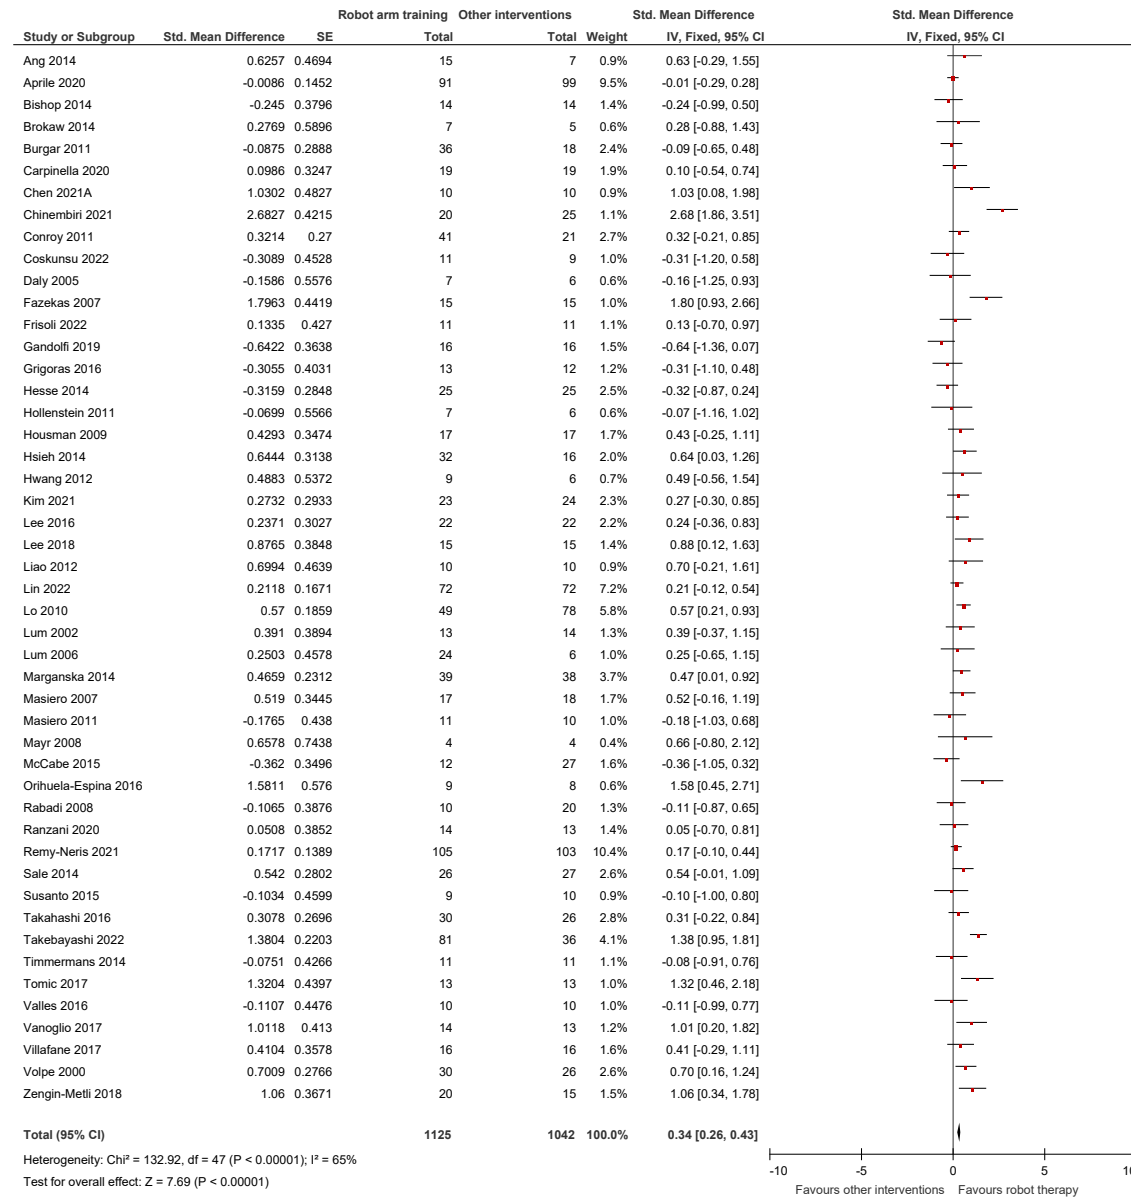 Robot arm training Other interventions Std. Mean Difference Std. Mean Difference
Study or Subgroup Std. Mean Difference SE Total Total Weight IV, Fixed, 95% CI IV, Fixed, 95% CI
Ang 2014 0.6257 0.4694 15 7 0.9% 0.63 [-0.29, 1.55]
Aprile 2020 -0.0086 0.1452 91 99 9.5% -0.01 [-0.29, 0.28]
Bishop 2014 -0.245 0.3796 14 14 1.4% -0.24 [-0.99, 0.50]
Brokaw 2014 0.2769 0.5896 7 5 0.6% 0.28 [-0.88, 1.43]
Burgar 2011 -0.0875 0.2888 36 18 2.4% -0.09 [-0.65, 0.48]
Carpinella 2020 0.0986 0.3247 19 19 1.9% 0.10 [-0.54, 0.74]
Chen 2021A 1.0302 0.4827 10 10 0.9% 1.03 [0.08, 1.98]
Chinembiri 2021 2.6827 0.4215 20 25 1.1% 2.68 [1.86, 3.51]
Conroy 2011 0.3214 0.27 41 21 2.7% 0.32 [-0.21, 0.85]
Coskunsu 2022 -0.3089 0.4528 11 9 1.0% -0.31 [-1.20, 0.58]
Daly 2005 -0.1586 0.5576 7 6 0.6% -0.16 [-1.25, 0.93]
Fazekas 2007 1.7963 0.4419 15 15 1.0% 1.80 [0.93, 2.66]
Frisoli 2022 0.1335 0.427 11 11 1.1% 0.13 [-0.70, 0.97]
Gandolfi 2019 -0.6422 0.3638 16 16 1.5% -0.64 [-1.36, 0.07]
Grigoras 2016 -0.3055 0.4031 13 12 1.2% -0.31 [-1.10, 0.48]
Hesse 2014 -0.3159 0.2848 25 25 2.5% -0.32 [-0.87, 0.24]
Hollenstein 2011 -0.0699 0.5566 7 6 0.6% -0.07 [-1.16, 1.02]
Housman 2009 0.4293 0.3474 17 17 1.7% 0.43 [-0.25, 1.11]
Hsieh 2014 0.6444 0.3138 32 16 2.0% 0.64 [0.03, 1.26]
Hwang 2012 0.4883 0.5372 9 6 0.7% 0.49 [-0.56, 1.54]
Kim 2021 0.2732 0.2933 23 24 2.3% 0.27 [-0.30, 0.85]
Lee 2016 0.2371 0.3027 22 22 2.2% 0.24 [-0.36, 0.83]
Lee 2018 0.8765 0.3848 15 15 1.4% 0.88 [0.12, 1.63]
Liao 2012 0.6994 0.4639 10 10 0.9% 0.70 [-0.21, 1.61]
Lin 2022 0.2118 0.1671 72 72 7.2% 0.21 [-0.12, 0.54]
Lo 2010 0.57 0.1859 49 78 5.8% 0.57 [0.21, 0.93]
Lum 2002 0.391 0.3894 13 14 1.3% 0.39 [-0.37, 1.15]
Lum 2006 0.2503 0.4578 24 6 1.0% 0.25 [-0.65, 1.15]
Marganska 2014 0.4659 0.2312 39 38 3.7% 0.47 [0.01, 0.92]
Masiero 2007 0.519 0.3445 17 18 1.7% 0.52 [-0.16, 1.19]
Masiero 2011 -0.1765 0.438 11 10 1.0% -0.18 [-1.03, 0.68]
Mayr 2008 0.6578 0.7438 4 4 0.4% 0.66 [-0.80, 2.12]
McCabe 2015 -0.362 0.3496 12 27 1.6% -0.36 [-1.05, 0.32]
Orihuela-Espina 2016 1.5811 0.576 9 8 0.6% 1.58 [0.45, 2.71]
Rabadi 2008 -0.1065 0.3876 10 20 1.3% -0.11 [-0.87, 0.65]
Ranzani 2020 0.0508 0.3852 14 13 1.4% 0.05 [-0.70, 0.81]
Remy-Neris 2021 0.1717 0.1389 105 103 10.4% 0.17 [-0.10, 0.44]
Sale 2014 0.542 0.2802 26 27 2.6% 0.54 [-0.01, 1.09]
Susanto 2015 -0.1034 0.4599 9 10 0.9% -0.10 [-1.00, 0.80]
Takahashi 2016 0.3078 0.2696 30 26 2.8% 0.31 [-0.22, 0.84]
Takebayashi 2022 1.3804 0.2203 81 36 4.1% 1.38 [0.95, 1.81]
Timmermans 2014 -0.0751 0.4266 11 11 1.1% -0.08 [-0.91, 0.76]
Tomic 2017 1.3204 0.4397 13 13 1.0% 1.32 [0.46, 2.18]
Valles 2016 -0.1107 0.4476 10 10 1.0% -0.11 [-0.99, 0.77]
Vanoglio 2017 1.0118 0.413 14 13 1.2% 1.01 [0.20, 1.82]
Villafane 2017 0.4104 0.3578 16 16 1.6% 0.41 [-0.29, 1.11]
Volpe 2000 0.7009 0.2766 30 26 2.6% 0.70 [0.16, 1.24]
Zengin-Metli 2018 1.06 0.3671 20 15 1.5% 1.06 [0.34, 1.78]
Total (95% CI) 1125 1042 100.0% 0.34 [0.26, 0.43]
Heterogeneity: Chi² = 132.92, df = 47 (P < 0.00001); I² = 65%
Test for overall effect: Z = 7.69 (P < 0.00001)
-10 -5 0 5 10
Favours other interventions Favours robot therapy